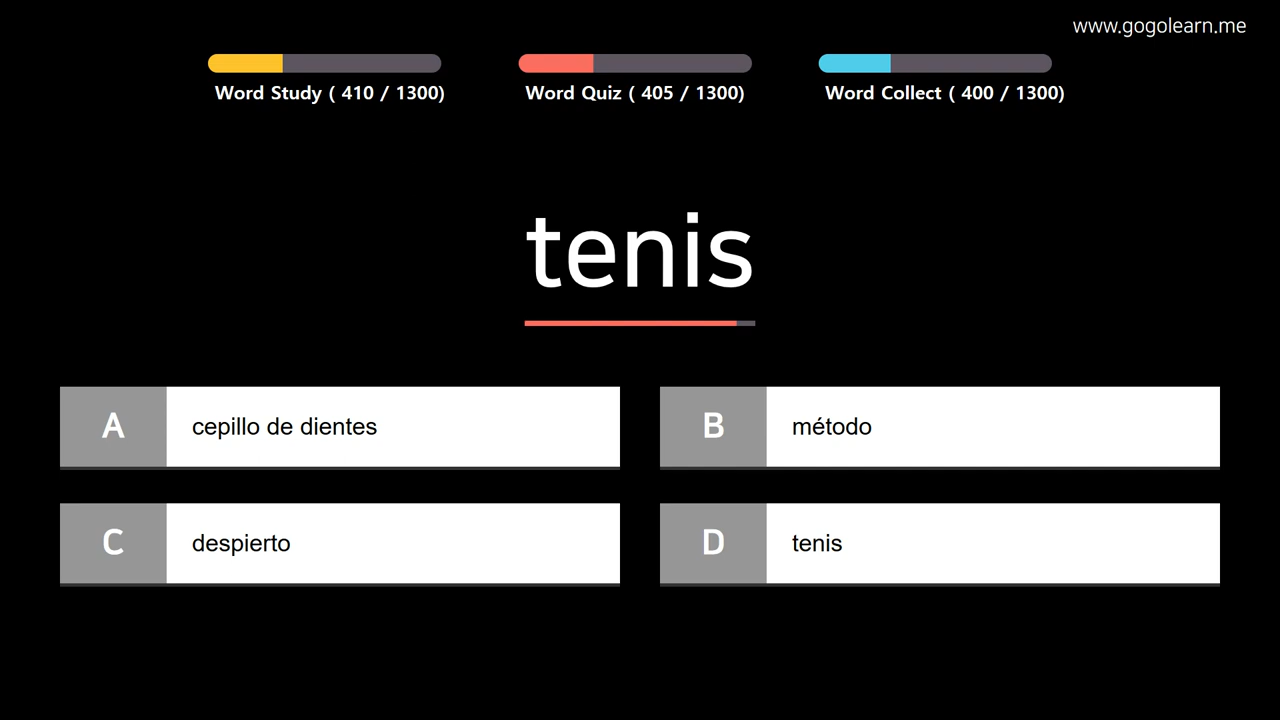 www.gogolearn.me
Word Study ( 410 / 1300)
Word Quiz ( 405 / 1300)
Word Collect ( 400 / 1300)
tenis
A cepillo de dientes
B método
C despierto
D tenis